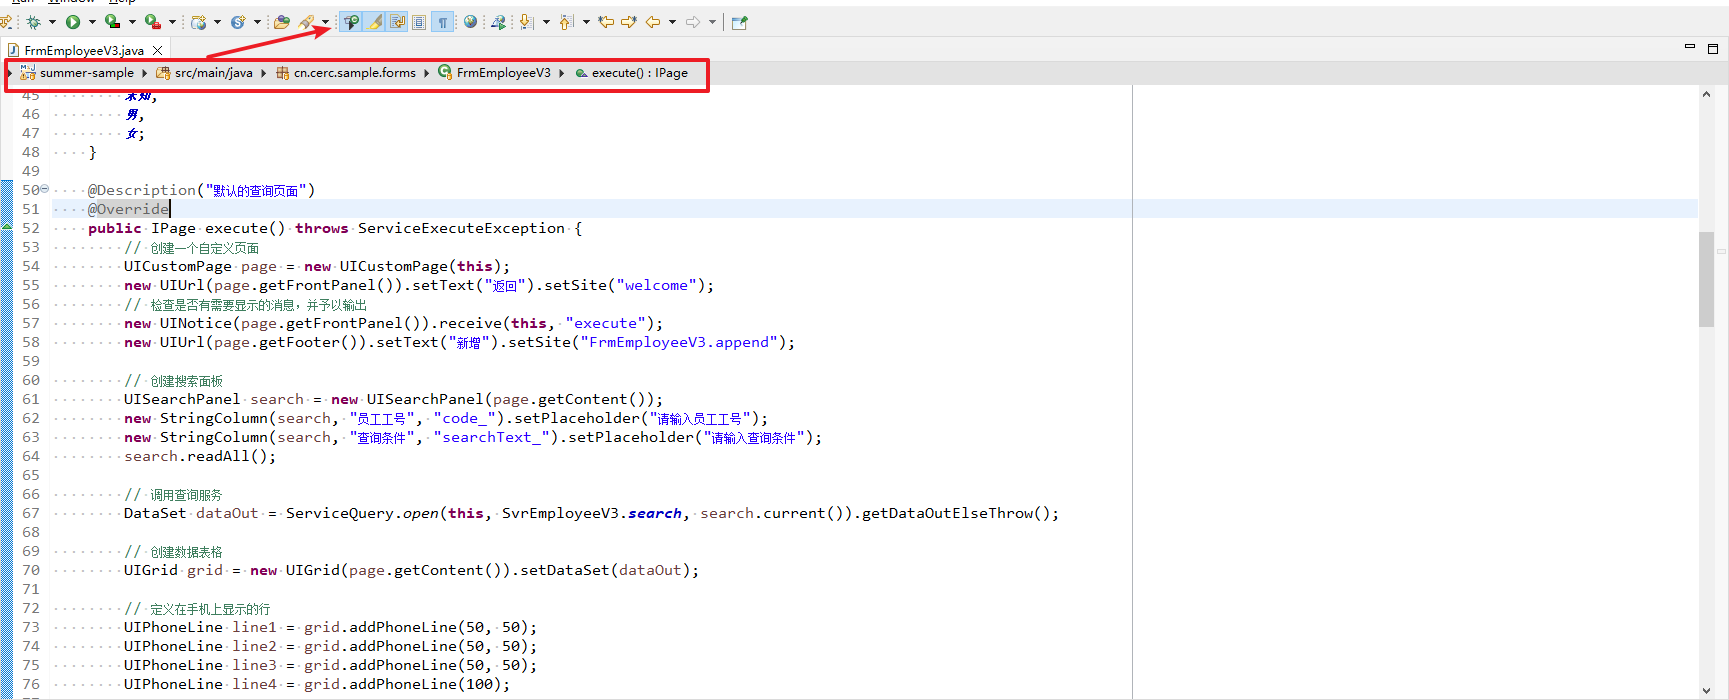 Run Window Help
FrmEmployeeV3.java
summer-sample src/main/java cn.cerc.sample.forms FrmEmployeeV3 execute() : IPage
45 未知,
46 男,
47 女;
48 }
49
50 @Description("默认的查询页面")
51 @Override
52 public IPage execute() throws ServiceExecuteException {
53 // 创建一个自定义页面
54 UICustomPage page = new UICustomPage(this);
55 new UIUrl(page.getFrontPanel()).setText("返回").setSite("welcome");
56 // 检查是否有需要显示的消息，并予以输出
57 new UINotice(page.getFrontPanel()).receive(this, "execute");
58 new UIUrl(page.getFooter()).setText("新增").setSite("FrmEmployeeV3.append");
59
60 // 创建搜索面板
61 UISearchPanel search = new UISearchPanel(page.getContent());
62 new StringColumn(search, "员工工号", "code_").setPlaceholder("请输入员工工号");
63 new StringColumn(search, "查询条件", "searchText_").setPlaceholder("请输入查询条件");
64 search.readAll();
65
66 // 调用查询服务
67 DataSet dataOut = ServiceQuery.open(this, SvrEmployeeV3.search, search.current()).getDataOutElseThrow();
68
69 // 创建数据表格
70 UIGrid grid = new UIGrid(page.getContent()).setDataSet(dataOut);
71
72 // 定义在手机上显示的行
73 UIPhoneLine line1 = grid.addPhoneLine(50, 50);
74 UIPhoneLine line2 = grid.addPhoneLine(50, 50);
75 UIPhoneLine line3 = grid.addPhoneLine(50, 50);
76 UIPhoneLine line4 = grid.addPhoneLine(100);